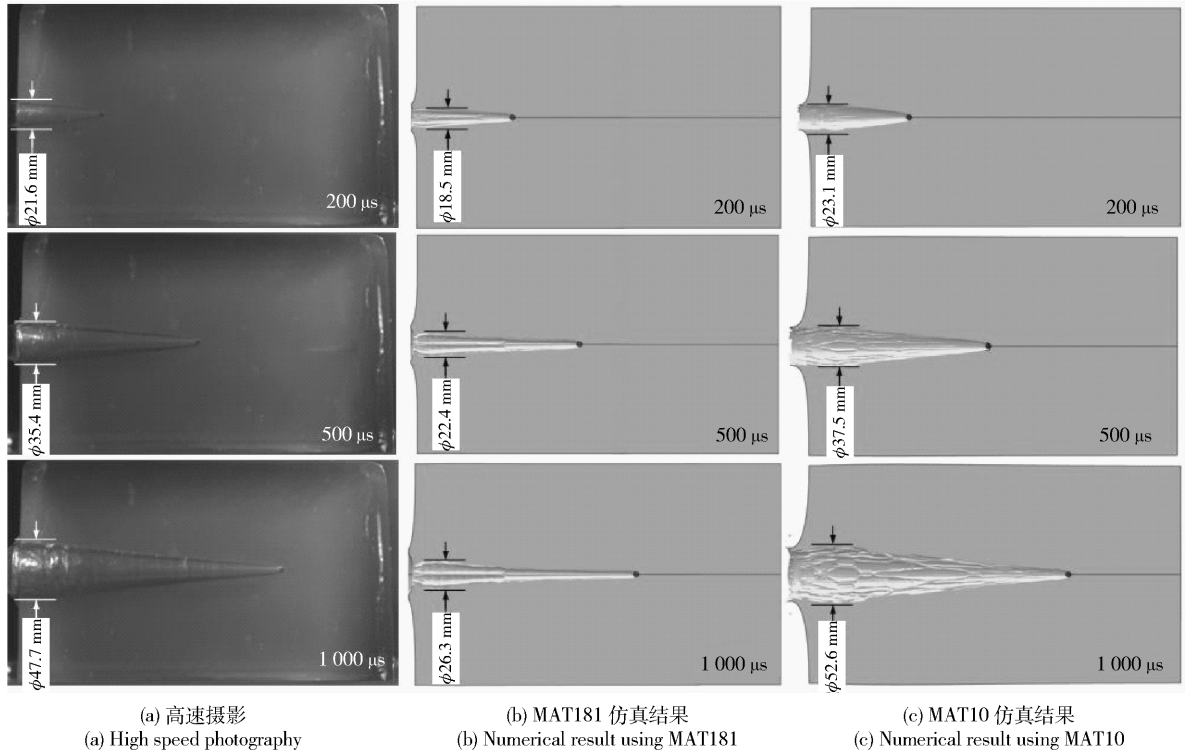 ϕ21.6 mm
200 μs
ϕ18.5 mm
200 μs
ϕ23.1 mm
200 μs
ϕ35.4 mm
500 μs
ϕ22.4 mm
500 μs
ϕ37.5 mm
500 μs
ϕ47.7 mm
1 000 μs
ϕ26.3 mm
1 000 μs
ϕ52.6 mm
1 000 μs
(a) 高速摄影
(a) High speed photography
(b) MAT181 仿真结果
(b) Numerical result using MAT181
(c) MAT10 仿真结果
(c) Numerical result using MAT10